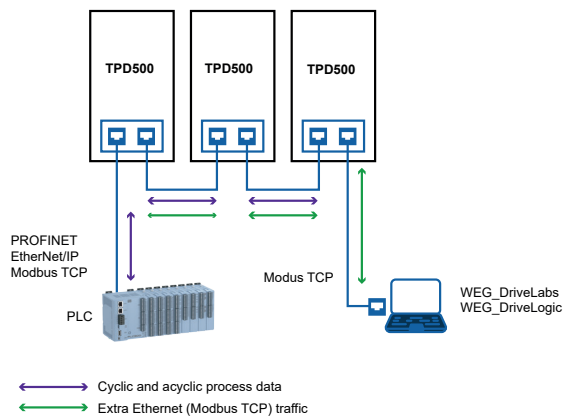 TPD500
TPD500
TPD500
PROFINET
EtherNet/IP
Modbus TCP
Modus TCP
WEG_DriveLabs
WEG_DriveLogic
PLC
Cyclic and acyclic process data
Extra Ethernet (Modbus TCP) traffic